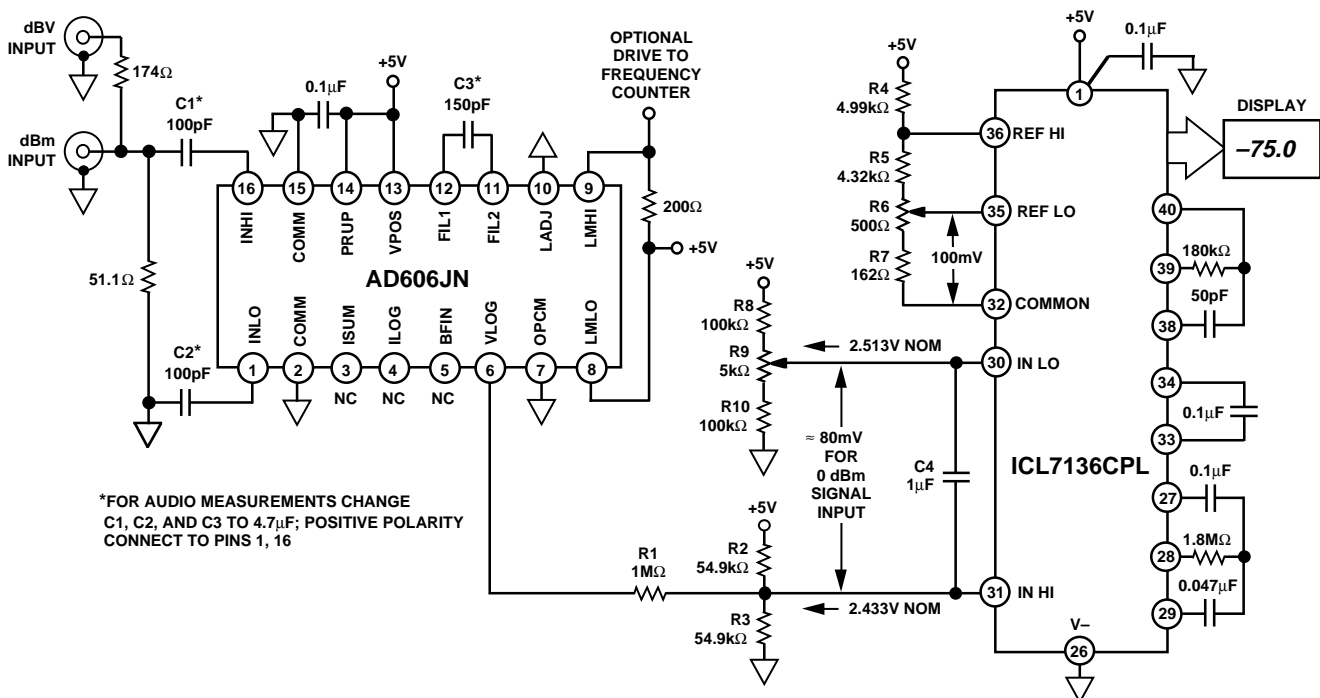 dBV
INPUT
174Ω
dBm
INPUT
C1*
100pF
51.1Ω
C2*
100pF
0.1μF
+5V
C3*
150pF
OPTIONAL
DRIVE TO
FREQUENCY
COUNTER
200Ω
+5V
16 15 14 13 12 11 10 9
INHI COMM PRUP VPOS FIL1 FIL2 LADJ LMHI
AD606JN
INLO COMM ISUM ILOG BFIN VLOG OPCM LMLO
1 2 3 4 5 6 7 8
NC NC NC
*FOR AUDIO MEASUREMENTS CHANGE
C1, C2, AND C3 TO 4.7μF; POSITIVE POLARITY
CONNECT TO PINS 1, 16
R1
1MΩ
+5V
R2
54.9kΩ
R3
54.9kΩ
2.433V NOM
+5V
R8
100kΩ
R9
5kΩ
R10
100kΩ
2.513V NOM
≈ 80mV
FOR
0 dBm
SIGNAL
INPUT
C4
1μF
+5V
R4
4.99kΩ
R5
4.32kΩ
R6
500Ω
R7
162Ω
100mV
+5V
0.1μF
1
36 REF HI
35 REF LO
32 COMMON
30 IN LO
31 IN HI
ICL7136CPL
V–
26
DISPLAY
–75.0
40
180kΩ
39
50pF
38
34
0.1μF
33
0.1μF
27
1.8MΩ
28
0.047μF
29